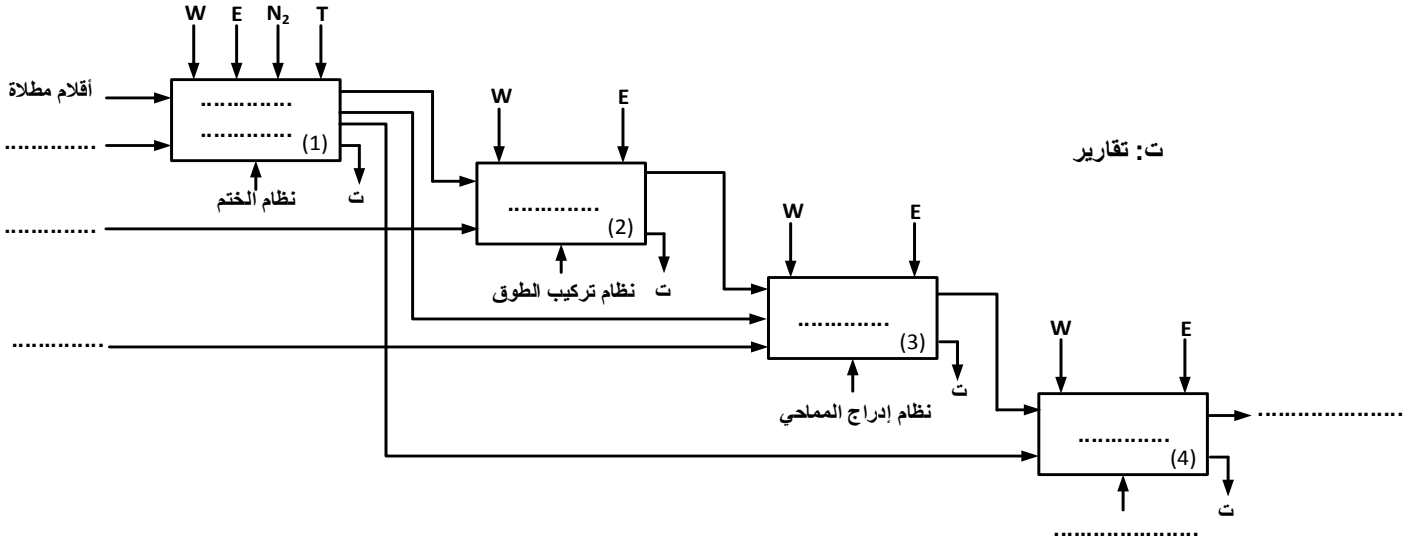 W E N₂ T
أقلام مطلاة
..............
..............
..............
(1)
نظام الختم
ت
W E
..............
..............
(2)
نظام تركيب الطوق
ت
ت: تقارير
W E
..............
..............
(3)
نظام إدراج المماحي
ت
W E
..............
(4)
.....................
ت
.....................